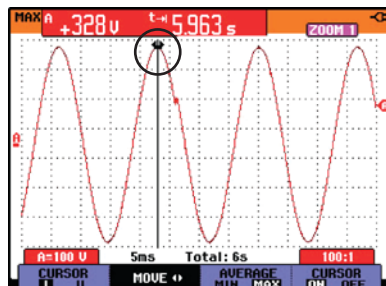 MAX A +328 V t→ 5.963 s
ZOOM 1
A
A=100 V 5ms Total: 6s 100:1
CURSOR MOVE AVERAGE CURSOR
MIN MAX ON OFF